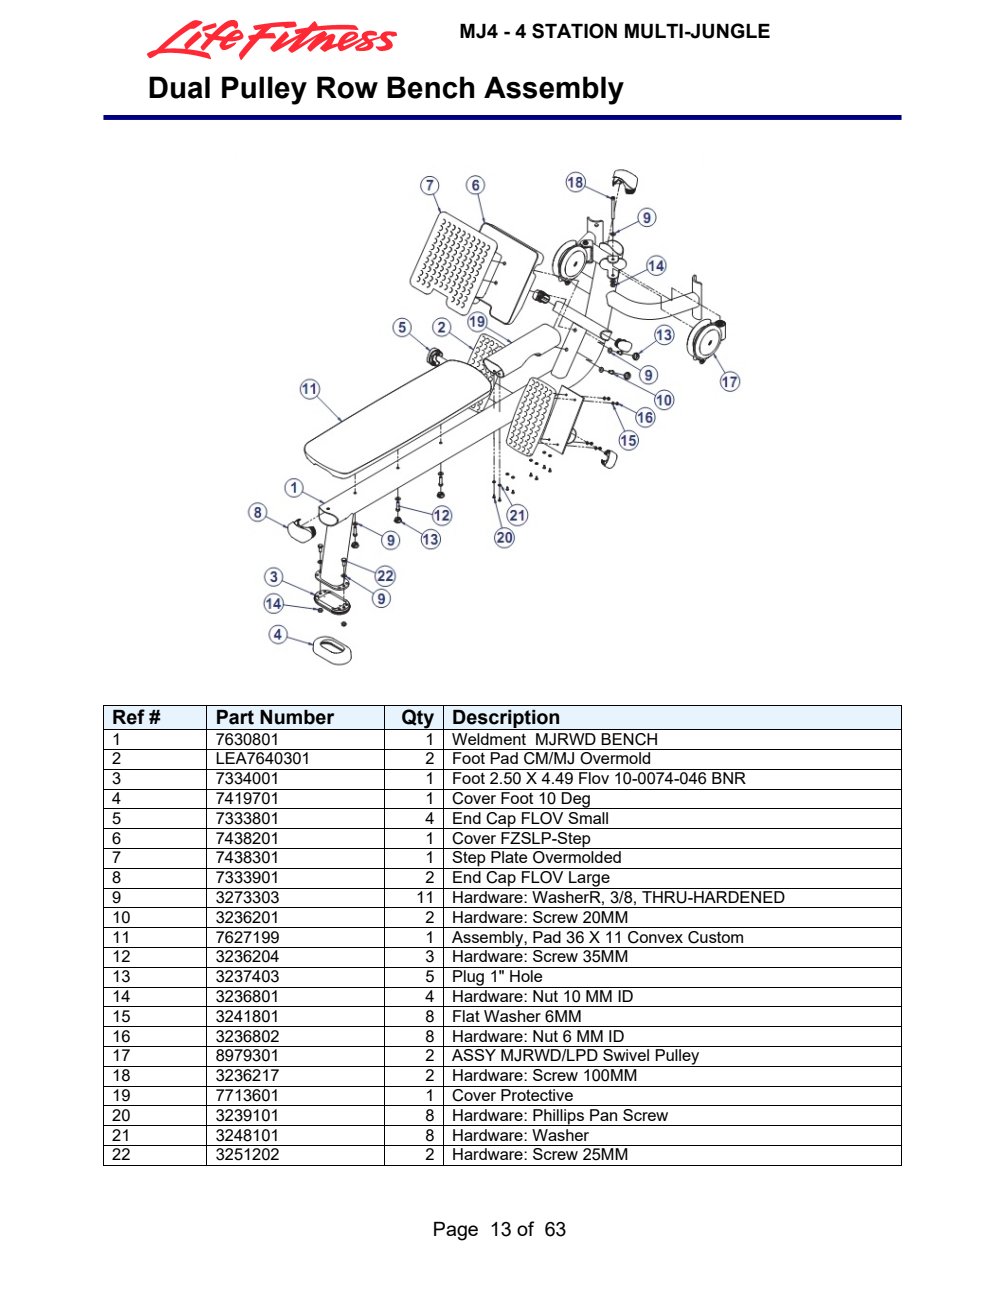 Life Fitness
MJ4 - 4 STATION MULTI-JUNGLE
Dual Pulley Row Bench Assembly
7
6
18
9
14
5
2
19
13
17
11
9
10
16
15
1
8
12
21
9
13
20
3
22
9
14
4
Ref # Part Number Qty Description
1 7630801 1 Weldment  MJRWD BENCH
2 LEA7640301 2 Foot Pad CM/MJ Overmold
3 7334001 1 Foot 2.50 X 4.49 Flov 10-0074-046 BNR
4 7419701 1 Cover Foot 10 Deg
5 7333801 4 End Cap FLOV Small
6 7438201 1 Cover FZSLP-Step
7 7438301 1 Step Plate Overmolded
8 7333901 2 End Cap FLOV Large
9 3273303 11 Hardware: WasherR, 3/8, THRU-HARDENED
10 3236201 2 Hardware: Screw 20MM
11 7627199 1 Assembly, Pad 36 X 11 Convex Custom
12 3236204 3 Hardware: Screw 35MM
13 3237403 5 Plug 1" Hole
14 3236801 4 Hardware: Nut 10 MM ID
15 3241801 8 Flat Washer 6MM
16 3236802 8 Hardware: Nut 6 MM ID
17 8979301 2 ASSY MJRWD/LPD Swivel Pulley
18 3236217 2 Hardware: Screw 100MM
19 7713601 1 Cover Protective
20 3239101 8 Hardware: Phillips Pan Screw
21 3248101 8 Hardware: Washer
22 3251202 2 Hardware: Screw 25MM
Page  13 of  63